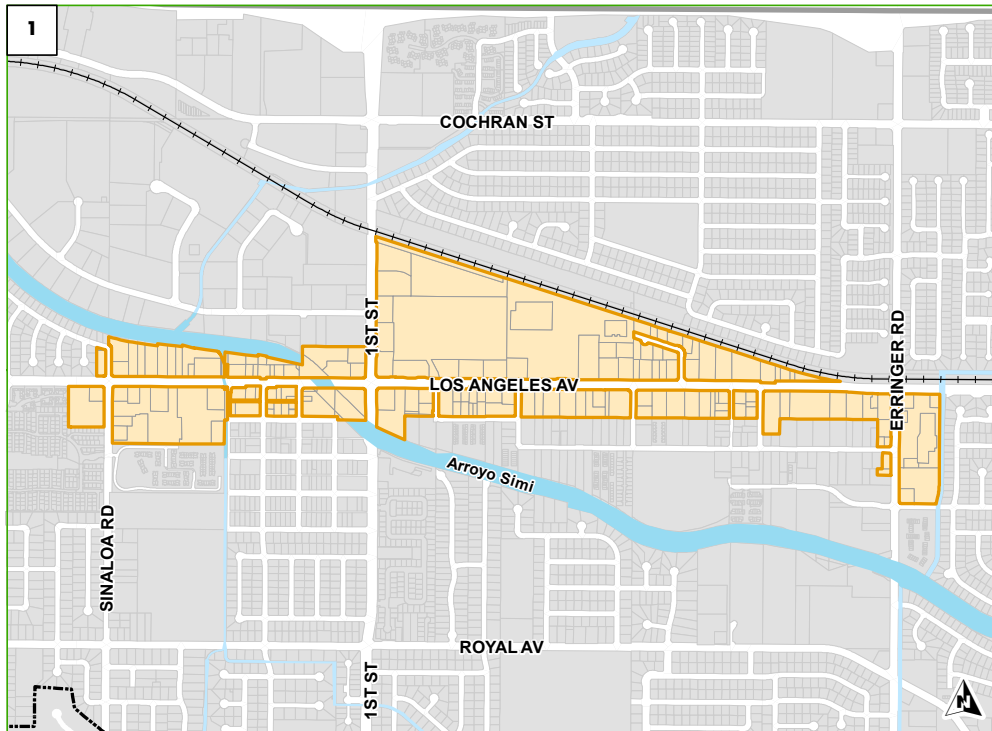 1
COCHRAN ST
1ST ST
ERRINGER RD
LOS ANGELES AV
Arroyo Simi
SINALOA RD
ROYAL AV
1ST ST
N